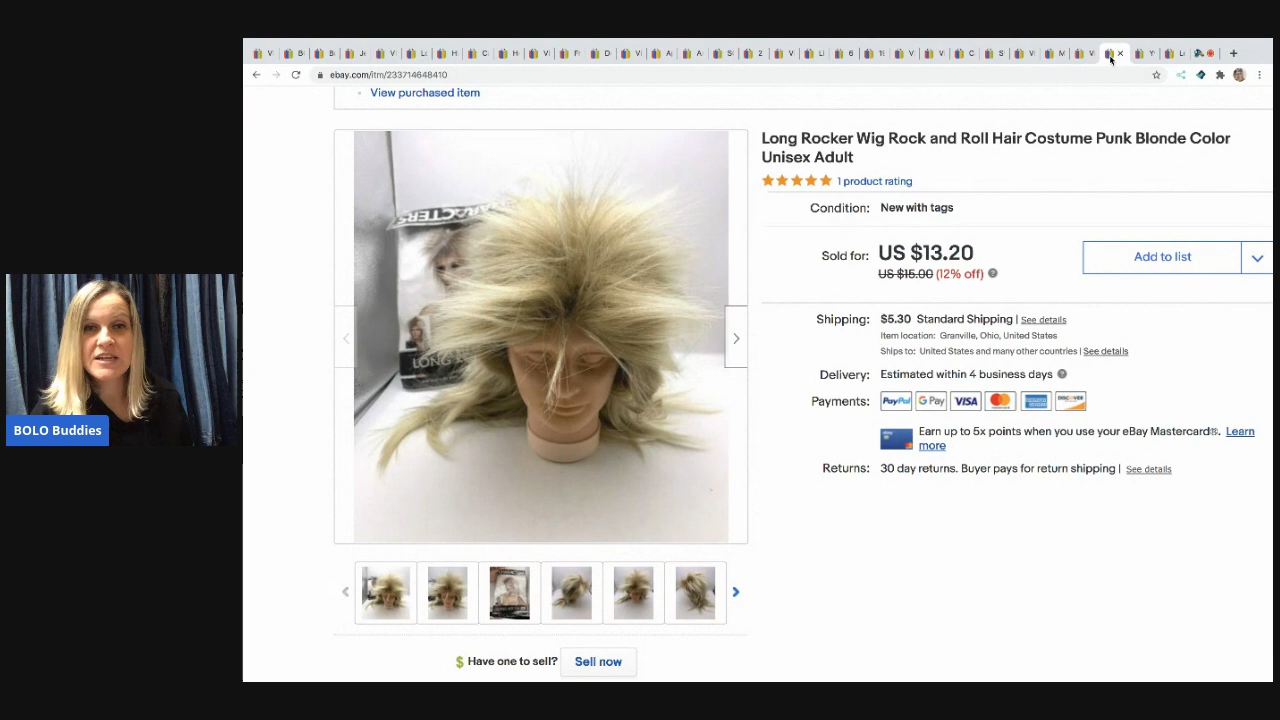 ebay.com/itm/233714648410
View purchased item
Long Rocker Wig Rock and Roll Hair Costume Punk Blonde Color
Unisex Adult
1 product rating
Condition: New with tags
Sold for: US $13.20
US $15.00 (12% off)
Add to list
Shipping: $5.30 Standard Shipping | See details
Item location: Granville, Ohio, United States
Ships to: United States and many other countries | See details
Delivery: Estimated within 4 business days
Payments: PayPal G Pay VISA
DISCOVER
Earn up to 5x points when you use your eBay Mastercard®. Learn
more
Returns: 30 day returns. Buyer pays for return shipping | See details
LONG
BOLO Buddies
Have one to sell? Sell now